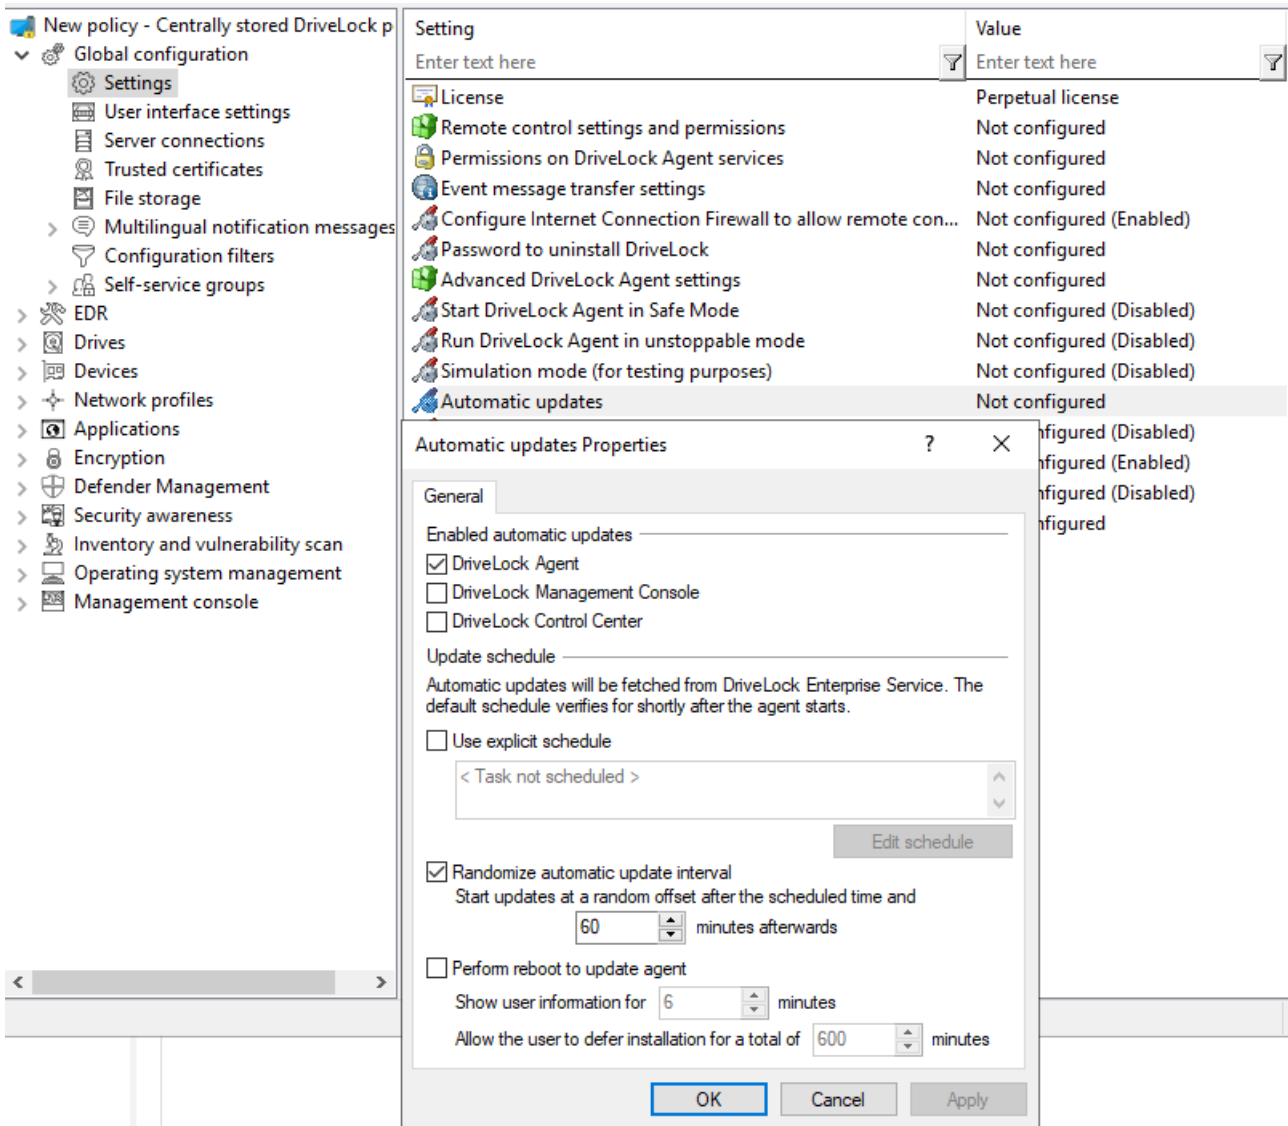 New policy - Centrally stored DriveLock p
Global configuration
Settings
User interface settings
Server connections
Trusted certificates
File storage
Multilingual notification messages
Configuration filters
Self-service groups
EDR
Drives
Devices
Network profiles
Applications
Encryption
Defender Management
Security awareness
Inventory and vulnerability scan
Operating system management
Management console
Setting Value
Enter text here Enter text here
License Perpetual license
Remote control settings and permissions Not configured
Permissions on DriveLock Agent services Not configured
Event message transfer settings Not configured
Configure Internet Connection Firewall to allow remote con... Not configured (Enabled)
Password to uninstall DriveLock Not configured
Advanced DriveLock Agent settings Not configured
Start DriveLock Agent in Safe Mode Not configured (Disabled)
Run DriveLock Agent in unstoppable mode Not configured (Disabled)
Simulation mode (for testing purposes) Not configured (Disabled)
Automatic updates Not configured
nfigured (Disabled)
nfigured (Enabled)
nfigured (Disabled)
nfigured
Automatic updates Properties ?
General
Enabled automatic updates
DriveLock Agent
DriveLock Management Console
DriveLock Control Center
Update schedule
Automatic updates will be fetched from DriveLock Enterprise Service. The
default schedule verifies for shortly after the agent starts.
Use explicit schedule
< Task not scheduled >
Edit schedule
Randomize automatic update interval
Start updates at a random offset after the scheduled time and
60 minutes afterwards
Perform reboot to update agent
Show user information for 6 minutes
Allow the user to defer installation for a total of 600 minutes
OK Cancel Apply